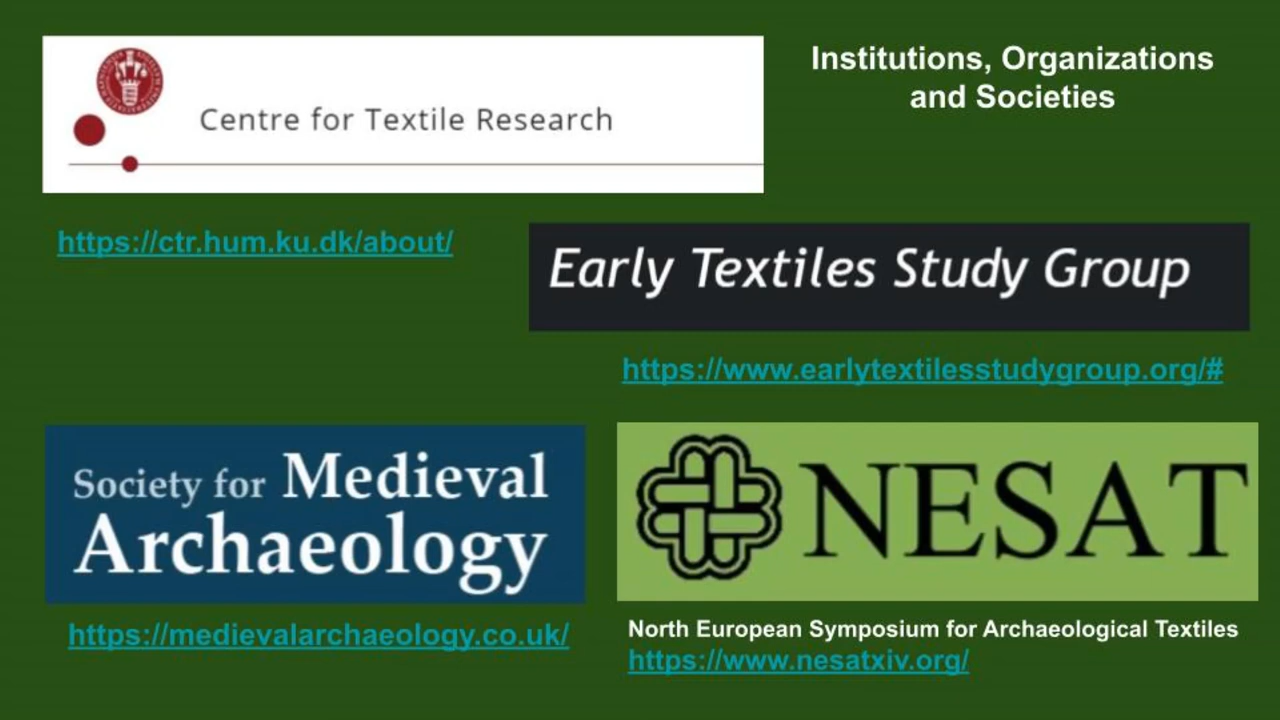 Institutions, Organizations
and Societies
Centre for Textile Research
https://ctr.hum.ku.dk/about/
Early Textiles Study Group
https://www.earlytextilesstudygroup.org/#
Society for Medieval
Archaeology
https://medievalarchaeology.co.uk/
NESAT
North European Symposium for Archaeological Textiles
https://www.nesatxiv.org/